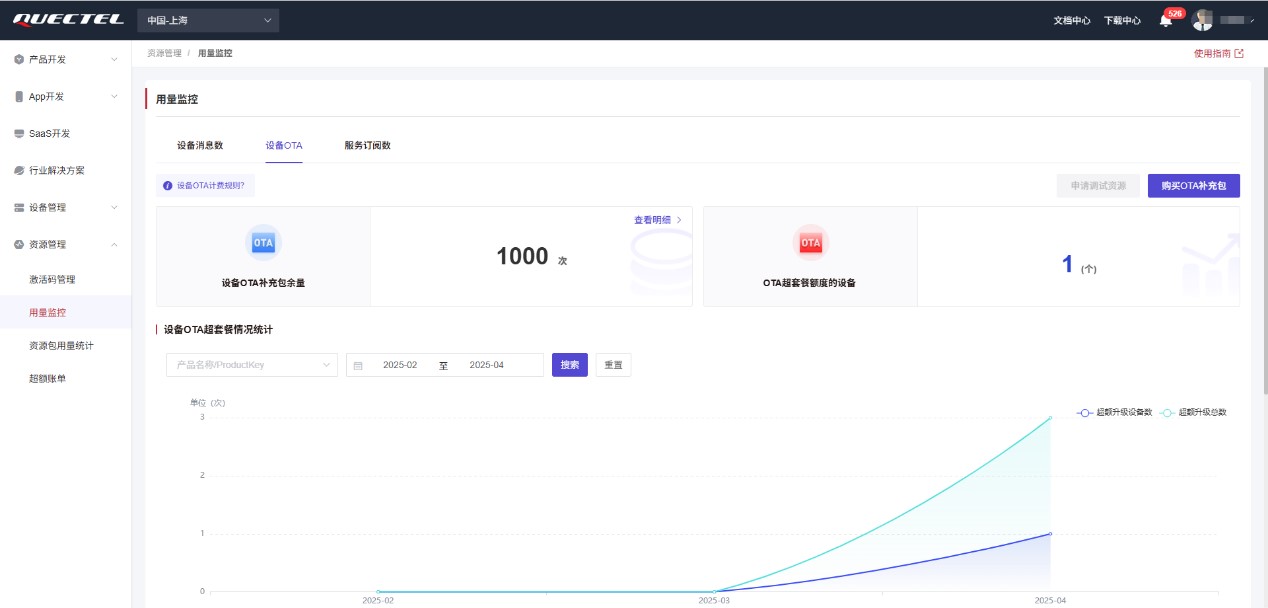 QUECTEL
中国-上海
文档中心
下载中心
526
产品开发
App开发
SaaS开发
行业解决方案
设备管理
资源管理
激活码管理
用量监控
资源包用量统计
超额账单
资源管理 / 用量监控
使用指南
用量监控
设备消息数
设备OTA
服务订阅数
设备OTA计费规则?
申请调试资源
购买OTA补充包
OTA
设备OTA补充包余量
1000 次
查看明细
OTA
OTA超套餐额度的设备
1 (个)
设备OTA超套餐情况统计
产品名称/ProductKey
2025-02 至 2025-04
搜索
重置
单位（次）
超额升级设备数
超额升级总数
3
2
1
0
2025-02
2025-03
2025-04